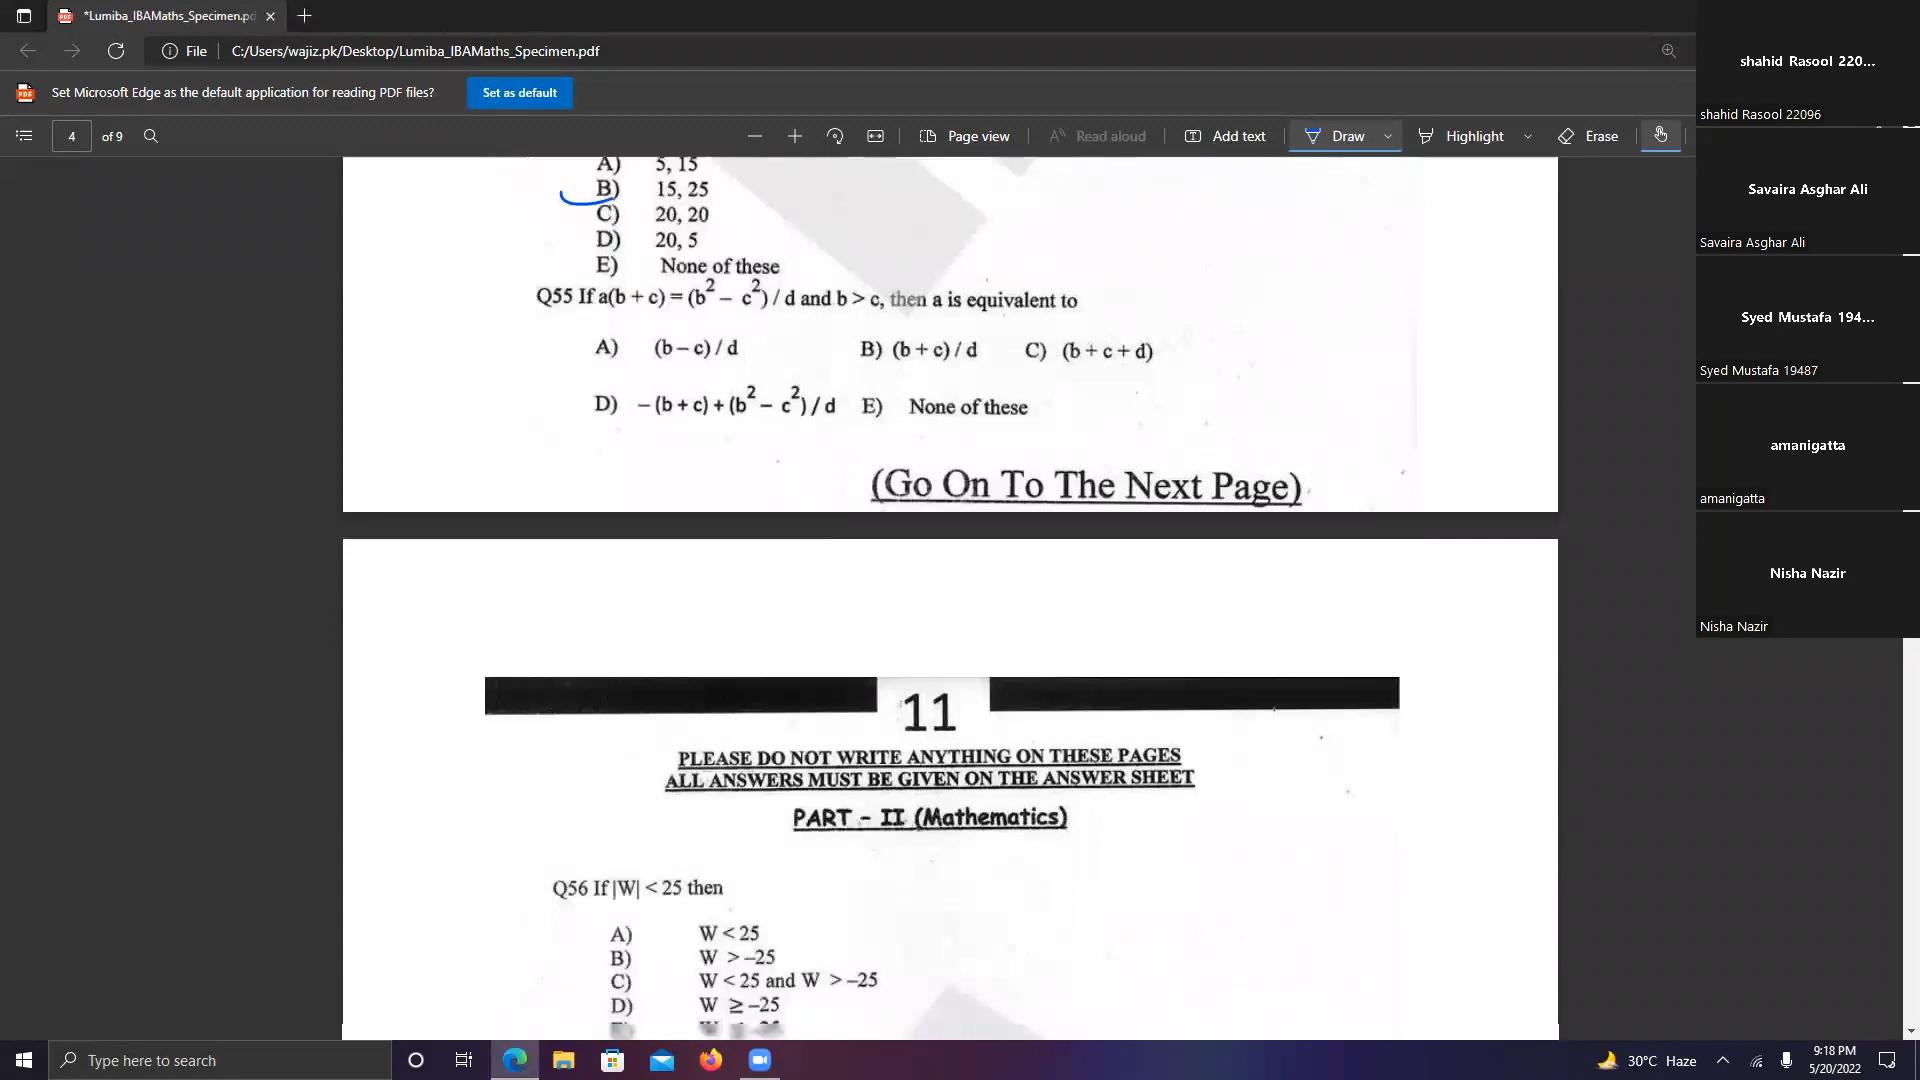 *Lumiba_IBAMaths_Specimen.pd
File C:/Users/wajiz.pk/Desktop/Lumiba_IBAMaths_Specimen.pdf
Set Microsoft Edge as the default application for reading PDF files? Set as default
4 of 9 Page view Read aloud Add text Draw Highlight Erase
A) 5, 15
B) 15, 25
C) 20, 20
D) 20, 5
E) None of these
Q55 If a(b + c) = (b² – c²) / d and b > c, then a is equivalent to
A) (b – c) / d B) (b + c) / d C) (b + c + d)
D) – (b + c) + (b² – c²) / d E) None of these
(Go On To The Next Page)
11
PLEASE DO NOT WRITE ANYTHING ON THESE PAGES
ALL ANSWERS MUST BE GIVEN ON THE ANSWER SHEET
PART – II (Mathematics)
Q56 If |W| < 25 then
A) W < 25
B) W > –25
C) W < 25 and W > –25
D) W ≥ –25
shahid Rasool 220...
shahid Rasool 22096
Savaira Asghar Ali
Savaira Asghar Ali
Syed Mustafa 194...
Syed Mustafa 19487
amanigatta
amanigatta
Nisha Nazir
Nisha Nazir
Type here to search
30°C Haze
9:18 PM
5/20/2022